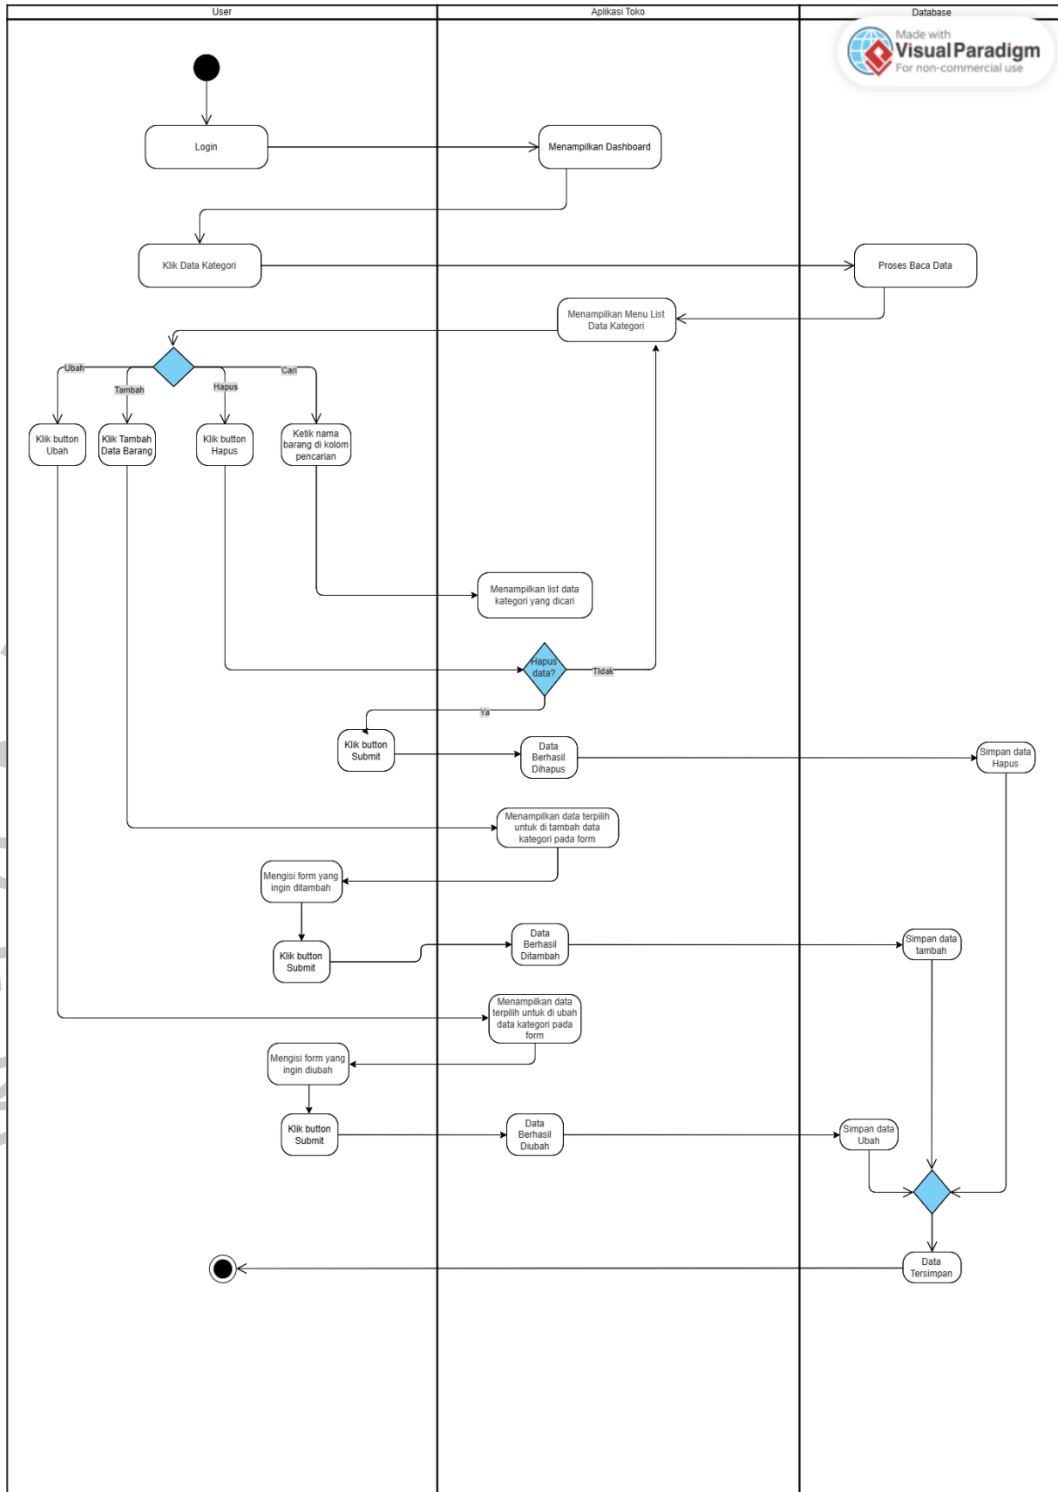 User
Aplikasi Toko
Database
Made with
Visual Paradigm
For non-commercial use
Login
Menampilkan Dashboard
Klik Data Kategori
Proses Baca Data
Menampilkan Menu List
Data Kategori
Ubah
Tambah
Hapus
Cari
Klik button
Ubah
Klik Tambah
Data Barang
Klik button
Hapus
Ketik nama
barang di kolom
pencarian
Menampilkan list data
kategori yang dicari
Hapus
data?
Tidak
Ya
Klik button
Submit
Data
Berhasil
Dihapus
Simpan data
Hapus
Menampilkan data terpilih
untuk di tambah data
kategori pada form
Mengisi form yang
ingin ditambah
Klik button
Submit
Data
Berhasil
Ditambah
Simpan data
tambah
Menampilkan data
terpilih untuk di ubah
data kategori pada
form
Mengisi form yang
ingin diubah
Klik button
Submit
Data
Berhasil
Diubah
Simpan data
Ubah
Data
Tersimpan